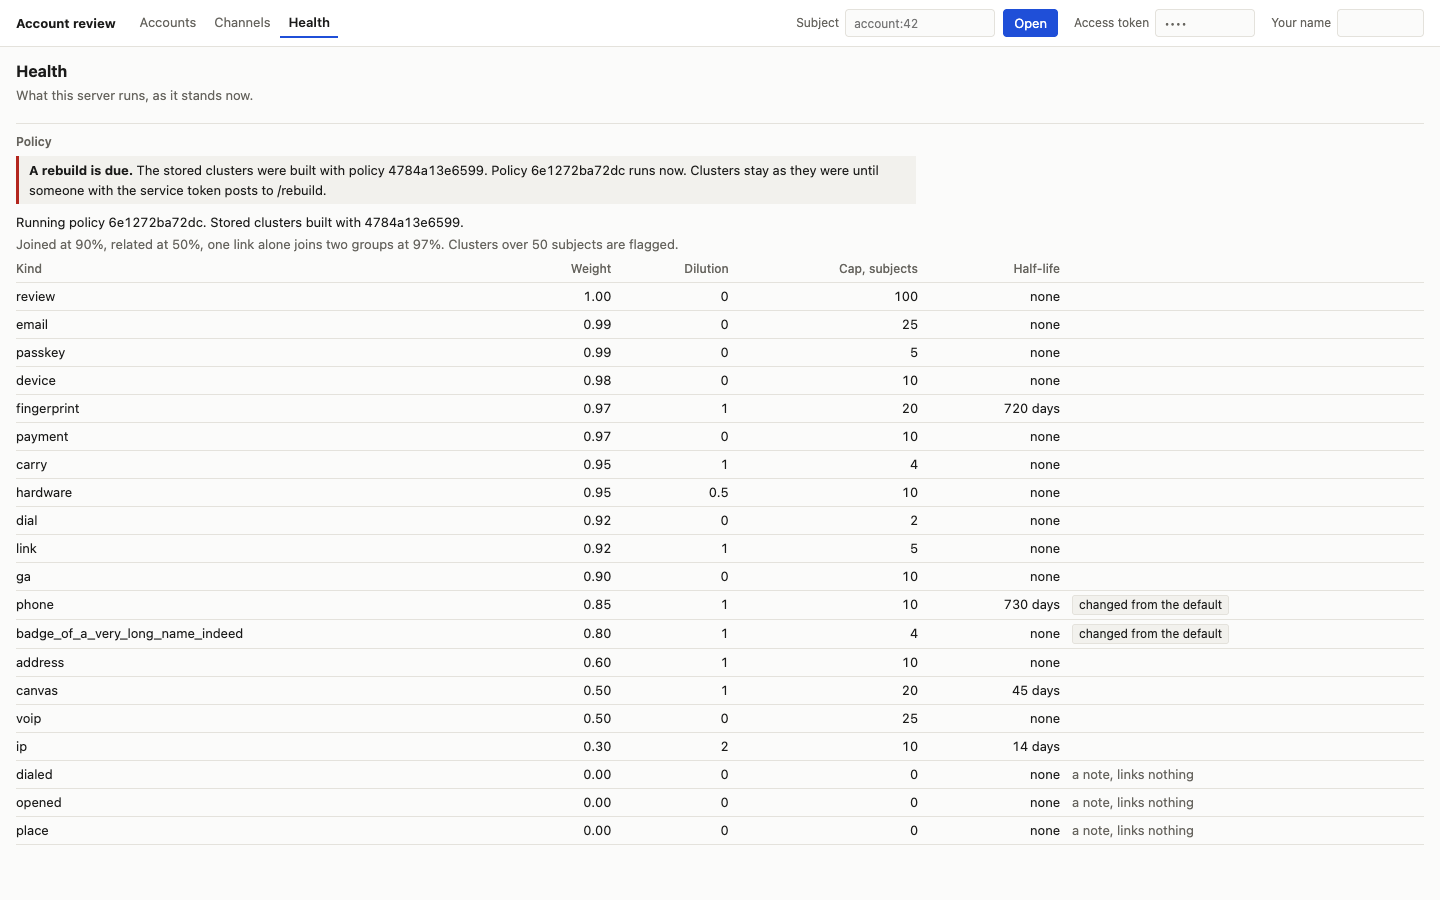 Account review Accounts Channels Health Subject account:42 Open Access token •••• Your name
Health
What this server runs, as it stands now.
Policy
A rebuild is due. The stored clusters were built with policy 4784a13e6599. Policy 6e1272ba72dc runs now. Clusters stay as they were until
someone with the service token posts to /rebuild.
Running policy 6e1272ba72dc. Stored clusters built with 4784a13e6599.
Joined at 90%, related at 50%, one link alone joins two groups at 97%. Clusters over 50 subjects are flagged.
Kind Weight Dilution Cap, subjects Half-life
review 1.00 0 100 none
email 0.99 0 25 none
passkey 0.99 0 5 none
device 0.98 0 10 none
fingerprint 0.97 1 20 720 days
payment 0.97 0 10 none
carry 0.95 1 4 none
hardware 0.95 0.5 10 none
dial 0.92 0 2 none
link 0.92 1 5 none
ga 0.90 0 10 none
phone 0.85 1 10 730 days changed from the default
badge_of_a_very_long_name_indeed 0.80 1 4 none changed from the default
address 0.60 1 10 none
canvas 0.50 1 20 45 days
voip 0.50 0 25 none
ip 0.30 2 10 14 days
dialed 0.00 0 0 none a note, links nothing
opened 0.00 0 0 none a note, links nothing
place 0.00 0 0 none a note, links nothing